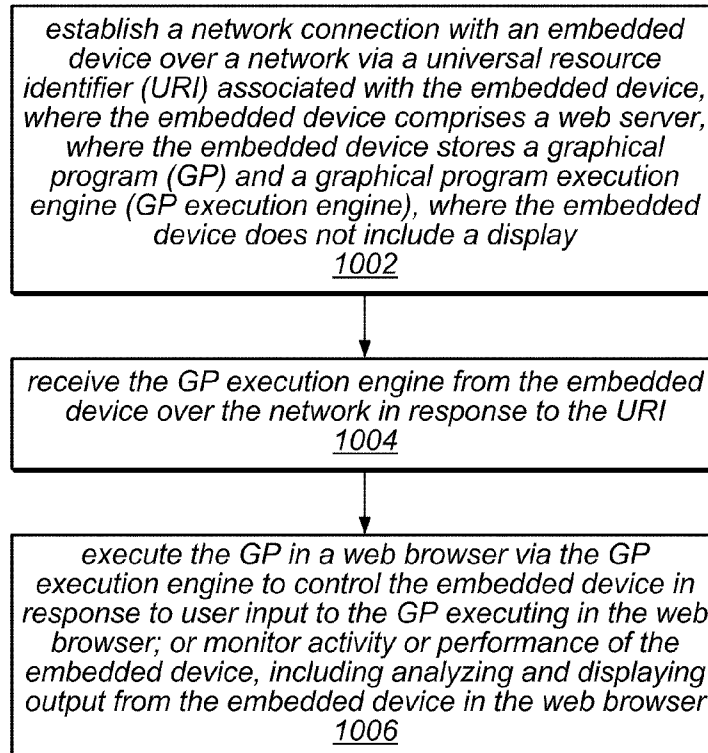 establish a network connection with an embedded
device over a network via a universal resource
identifier (URI) associated with the embedded device,
where the embedded device comprises a web server,
where the embedded device stores a graphical
program (GP) and a graphical program execution
engine (GP execution engine), where the embedded
device does not include a display
1002
receive the GP execution engine from the embedded
device over the network in response to the URI
1004
execute the GP in a web browser via the GP
execution engine to control the embedded device in
response to user input to the GP executing in the web
browser; or monitor activity or performance of the
embedded device, including analyzing and displaying
output from the embedded device in the web browser
1006